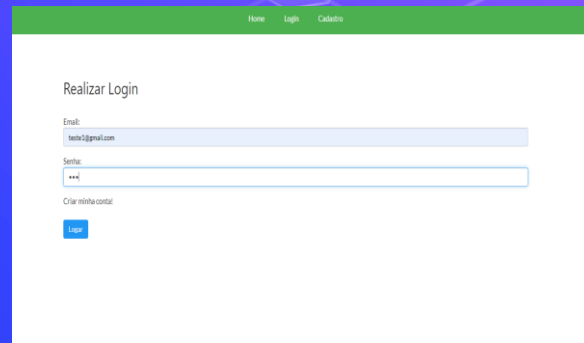 Home Login Cadastro
Realizar Login
Email:
teste1@gmail.com
Senha:
•••
Criar minha conta!
Logar